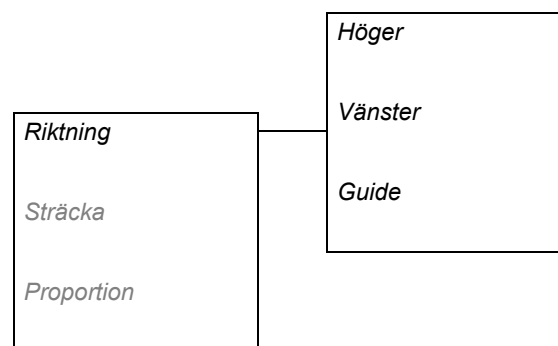 Riktning
Sträcka
Proportion
Höger
Vänster
Guide